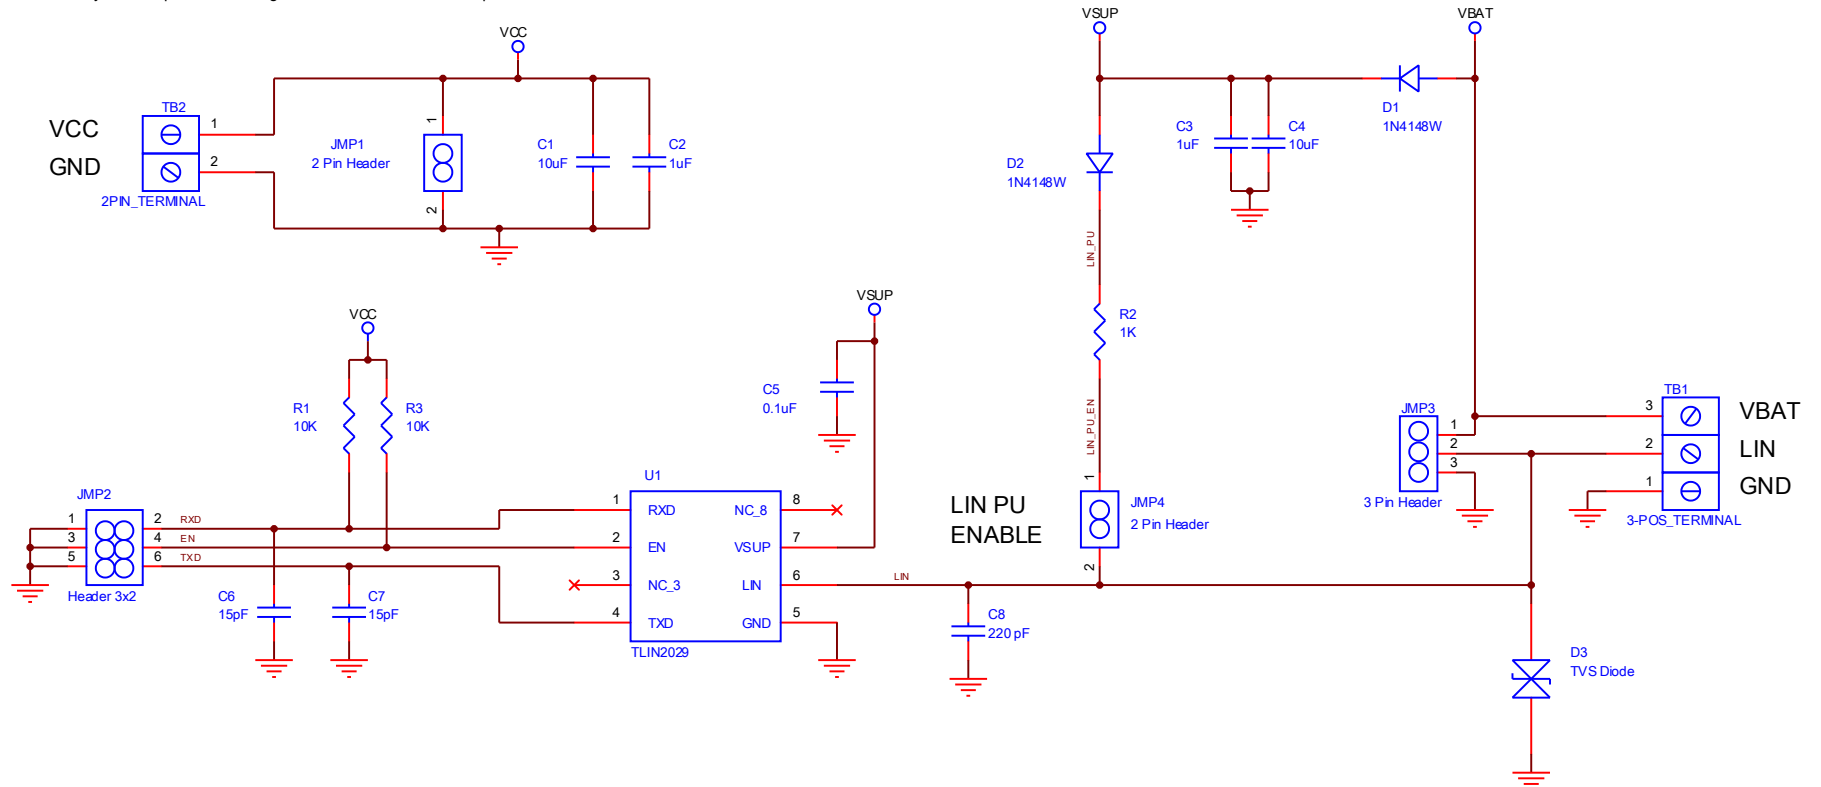 VCC
VSUP
VBAT
TB2
VCC
GND
1
2
2PIN_TERMINAL
JMP1
2 Pin Header
1
2
C1
10uF
C2
1uF
D2
1N4148W
C3
1uF
C4
10uF
D1
1N4148W
LIN_PU
R2
1K
LIN_PU_EN
VCC
R1
10K
R3
10K
VSUP
C5
0.1uF
JMP2
1
3
5
2
4
6
RXD
EN
TXD
Header 3x2
C6
15pF
C7
15pF
U1
1
2
3
4
RXD
EN
NC_3
TXD
NC_8
VSUP
LIN
GND
8
7
6
5
TLIN2029
LIN
C8
220 pF
LIN PU
ENABLE
1
2
JMP4
2 Pin Header
JMP3
1
2
3
3 Pin Header
TB1
3
2
1
VBAT
LIN
GND
3-POS_TERMINAL
D3
TVS Diode